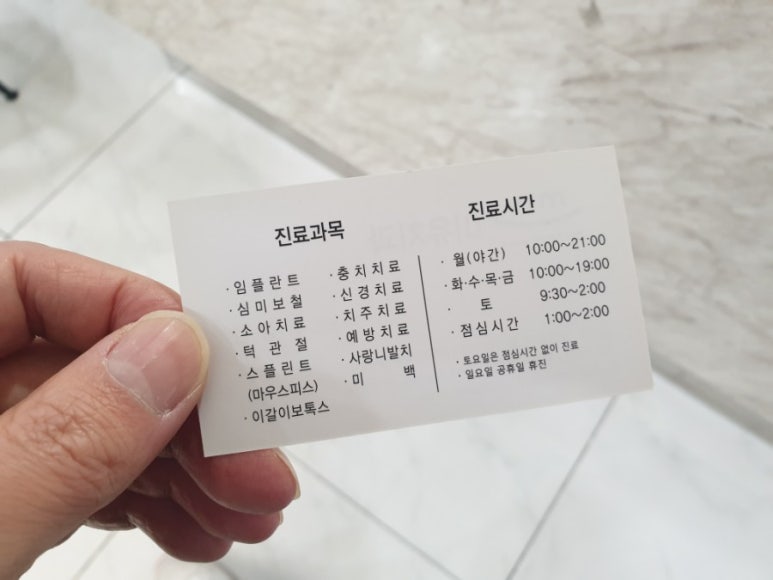 진료과목
· 임 플 란 트
· 심 미 보 철
· 소 아 치 료
· 턱 관 절
· 스 플 린 트
(마우스피스)
· 이갈이보톡스
· 충 치 치 료
· 신 경 치 료
· 치 주 치 료
· 예 방 치 료
· 사랑니발치
· 미 백
진료시간
· 월(야간) 10:00~21:00
· 화·수·목·금 10:00~19:00
· 토 9:30~2:00
· 점심시간 1:00~2:00
· 토요일은 점심시간 없이 진료
· 일요일 공휴일 휴진